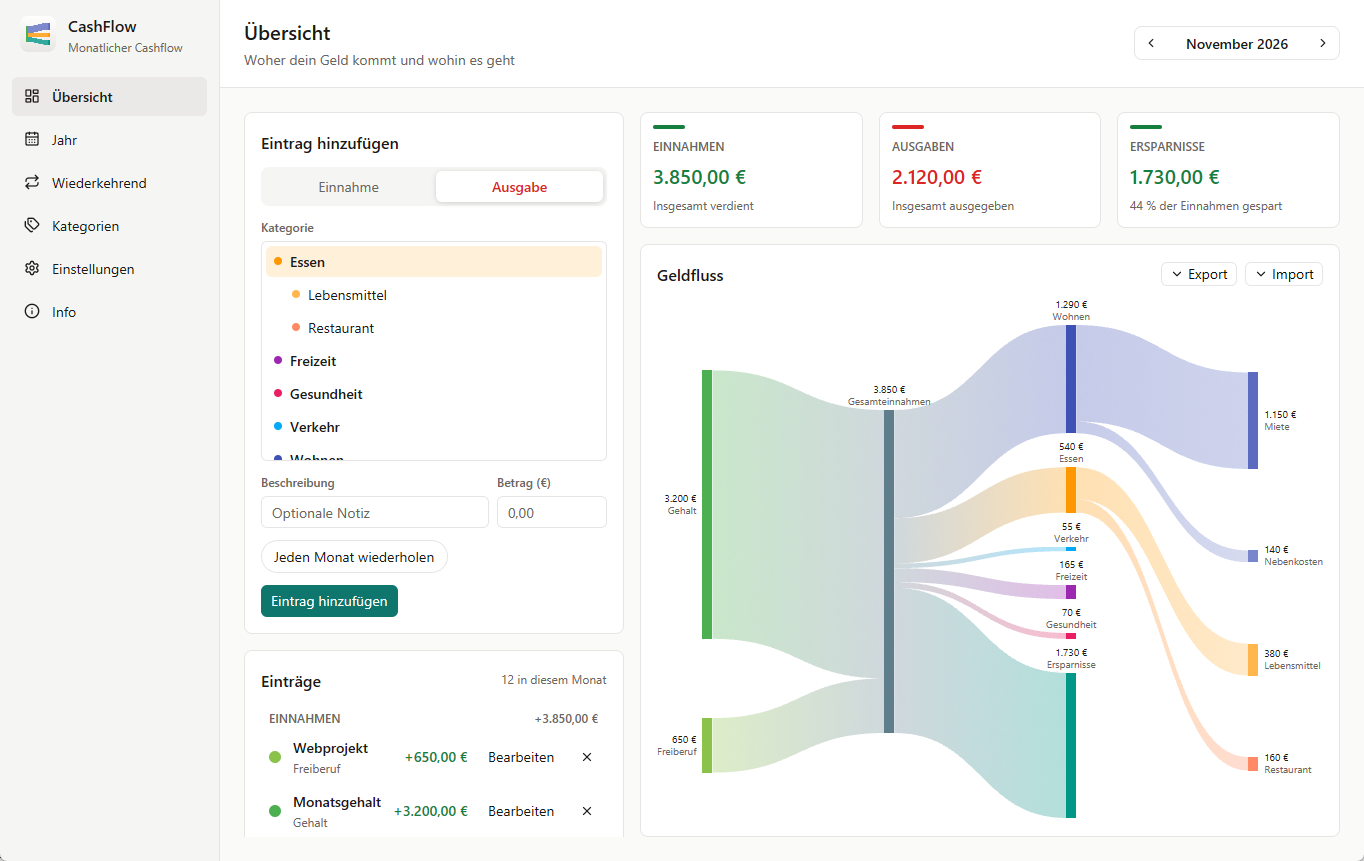 CashFlow
Monatlicher Cashflow
Übersicht
Jahr
Wiederkehrend
Kategorien
Einstellungen
Info
Übersicht
Woher dein Geld kommt und wohin es geht
November 2026
Eintrag hinzufügen
Einnahme
Ausgabe
Kategorie
Essen
Lebensmittel
Restaurant
Freizeit
Gesundheit
Verkehr
Wohnen
Beschreibung
Betrag (€)
Optionale Notiz
0,00
Jeden Monat wiederholen
Eintrag hinzufügen
Einträge
12 in diesem Monat
EINNAHMEN
+3.850,00 €
Webprojekt
Freiberuf
+650,00 €
Bearbeiten
Monatsgehalt
Gehalt
+3.200,00 €
Bearbeiten
EINNAHMEN
3.850,00 €
Insgesamt verdient
AUSGABEN
2.120,00 €
Insgesamt ausgegeben
ERSPARNISSE
1.730,00 €
44 % der Einnahmen gespart
Geldfluss
Export
Import
3.200 €
Gehalt
650 €
Freiberuf
3.850 €
Gesamteinnahmen
1.290 €
Wohnen
540 €
Essen
55 €
Verkehr
165 €
Freizeit
70 €
Gesundheit
1.730 €
Ersparnisse
1.150 €
Miete
140 €
Nebenkosten
380 €
Lebensmittel
160 €
Restaurant